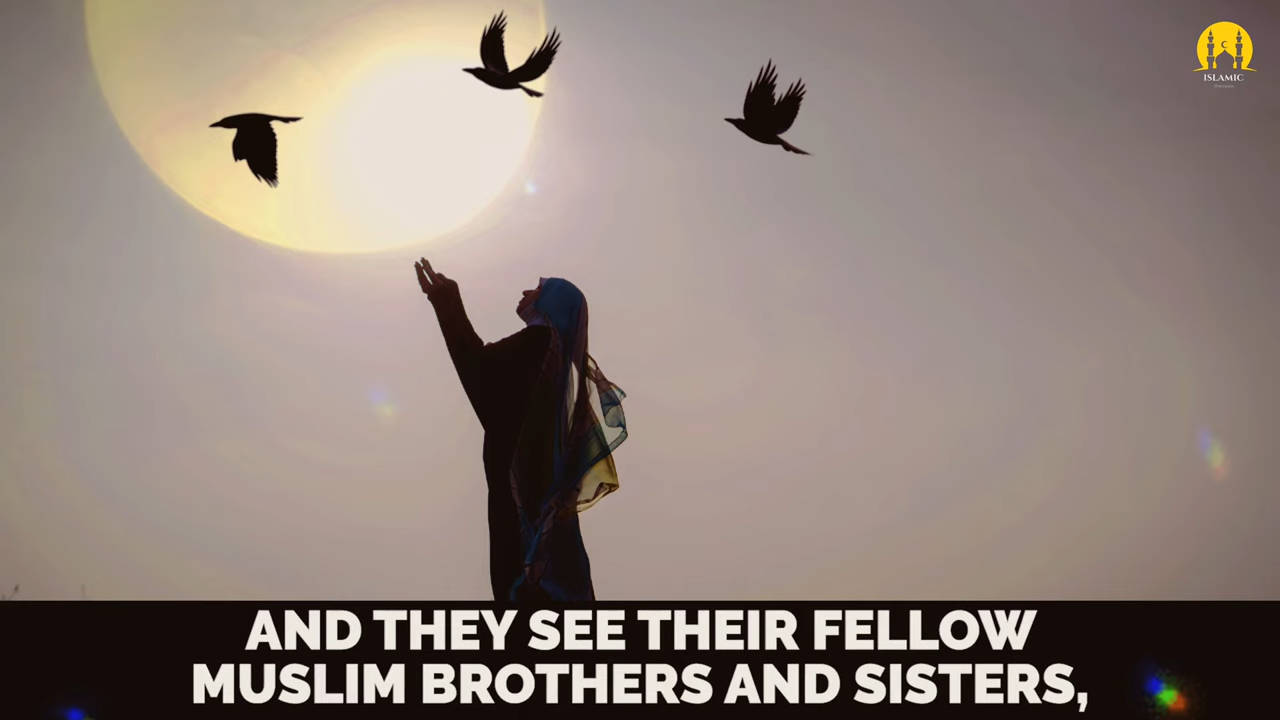 ISLAMIC
AND THEY SEE THEIR FELLOW
MUSLIM BROTHERS AND SISTERS,